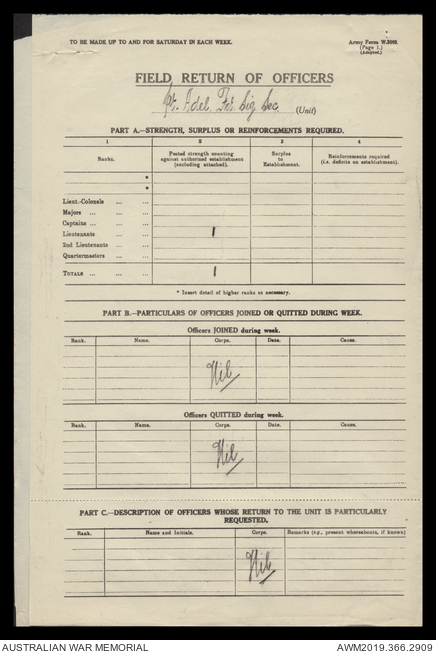 TO BE MADE UP TO AND FOR SATURDAY IN EACH WEEK.
Army Form W.3008.
(Page 1.)
(Adapted.)
FIELD RETURN OF OFFICERS
Pt. Adel. Fst. Sig Sec. (Unit)
PART A.—STRENGTH, SURPLUS OR REINFORCEMENTS REQUIRED.
1 2 3 4
Ranks. Posted strength counting against authorised establishment (excluding attached). Surplus to Establishment. Reinforcements required (i.e. deficits on establishment).
*
*
Lieut.-Colonels ... ...
Majors ... ... ...
Captains ... ... ...
Lieutenants ... ... 1
2nd Lieutenants ... ...
Quartermasters ... ...
TOTALS ... ... ... 1
* Insert detail of higher ranks as necessary.
PART B.—PARTICULARS OF OFFICERS JOINED OR QUITTED DURING WEEK.
Officers JOINED during week.
Rank. Name. Corps. Date. Cause.
Nil
Officers QUITTED during week.
Rank. Name. Corps. Date. Cause.
Nil
PART C.—DESCRIPTION OF OFFICERS WHOSE RETURN TO THE UNIT IS PARTICULARLY
REQUESTED.
Rank. Name and Initials. Corps. Remarks (e.g., present whereabouts, if known)
Nil
AUSTRALIAN WAR MEMORIAL
AWM2019.366.2909